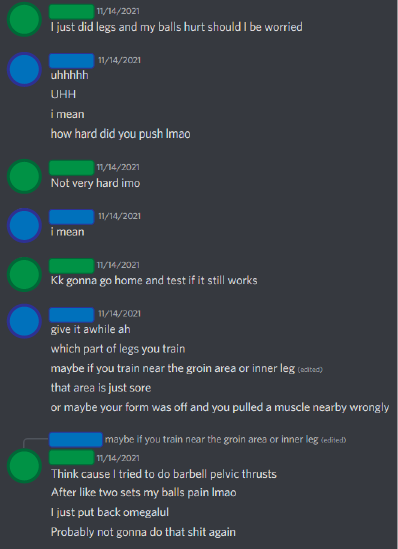 11/14/2021
I just did legs and my balls hurt should I be worried
11/14/2021
uhhhhh
UHH
i mean
how hard did you push lmao
11/14/2021
Not very hard imo
11/14/2021
i mean
11/14/2021
Kk gonna go home and test if it still works
11/14/2021
give it awhile ah
which part of legs you train
maybe if you train near the groin area or inner leg (edited)
that area is just sore
or maybe your form was off and you pulled a muscle nearby wrongly
maybe if you train near the groin area or inner leg (edited)
11/14/2021
Think cause I tried to do barbell pelvic thrusts
After like two sets my balls pain lmao
I just put back omegalul
Probably not gonna do that shit again